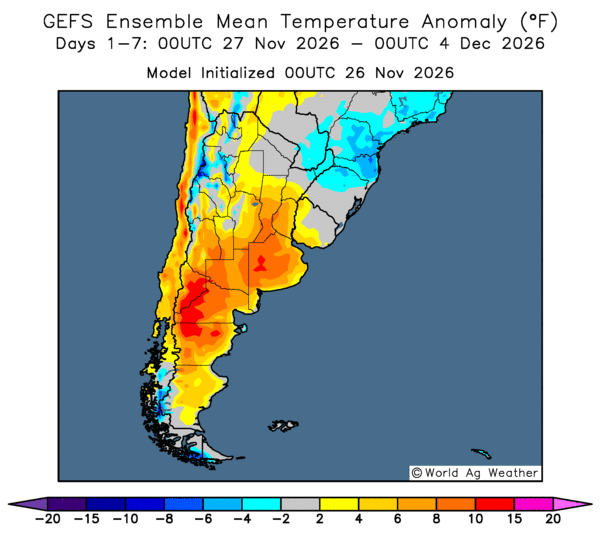 GEFS Ensemble Mean Temperature Anomaly (°F)
Days 1−7: 00UTC 27 Nov 2026 − 00UTC 4 Dec 2026
Model Initialized 00UTC 26 Nov 2026
© World Ag Weather
−20 −15 −10 −8 −6 −4 −2 2 4 6 8 10 15 20